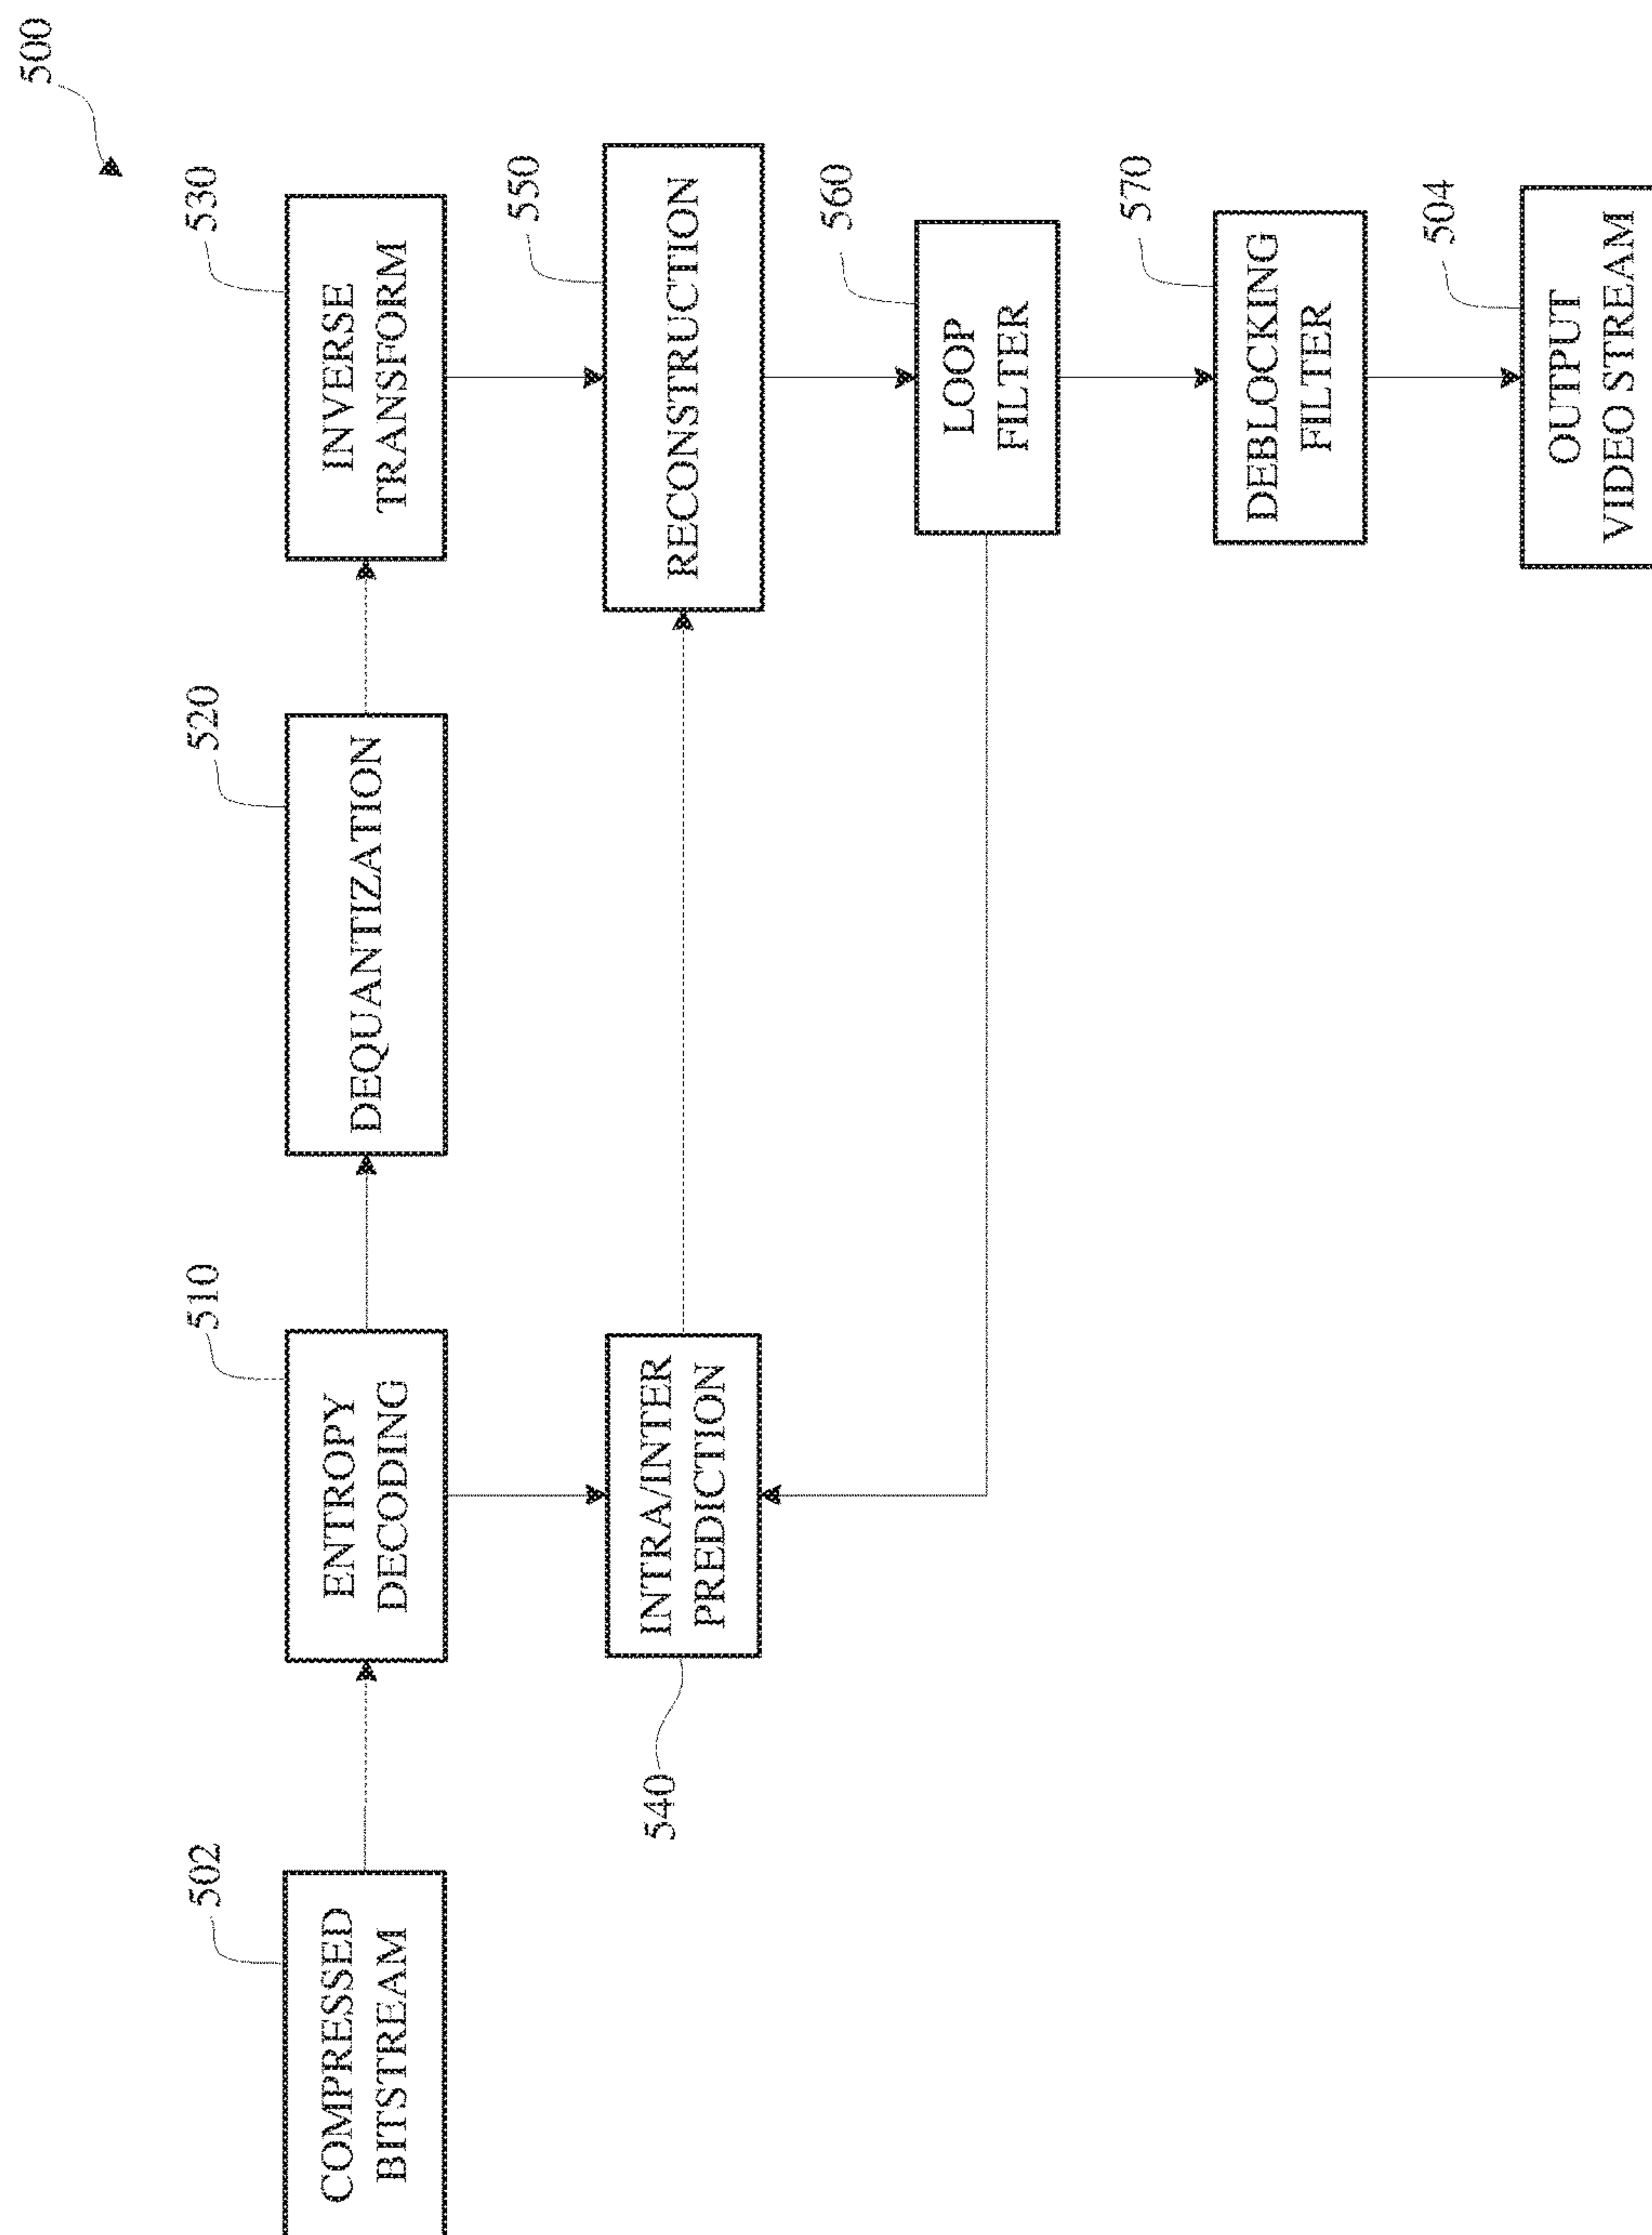 500
502
COMPRESSED
BITSTREAM
510
ENTROPY
DECODING
520
DEQUANTIZATION
530
INVERSE
TRANSFORM
540
INTRA/INTER
PREDICTION
550
RECONSTRUCTION
560
LOOP
FILTER
570
DEBLOCKING
FILTER
504
OUTPUT
VIDEO STREAM